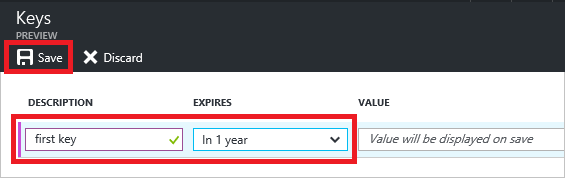 Keys
PREVIEW
Save Discard
DESCRIPTION EXPIRES VALUE
first key In 1 year Value will be displayed on save